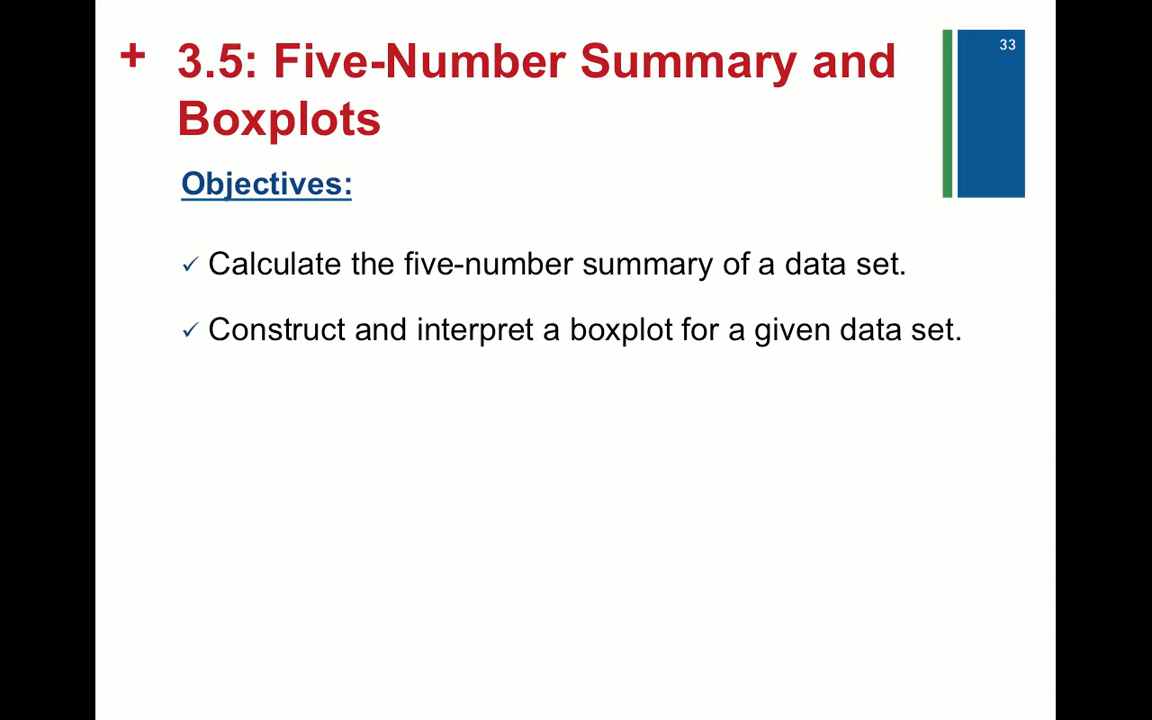 + 3.5: Five-Number Summary and
Boxplots
33
Objectives:
✓ Calculate the five-number summary of a data set.
✓ Construct and interpret a boxplot for a given data set.